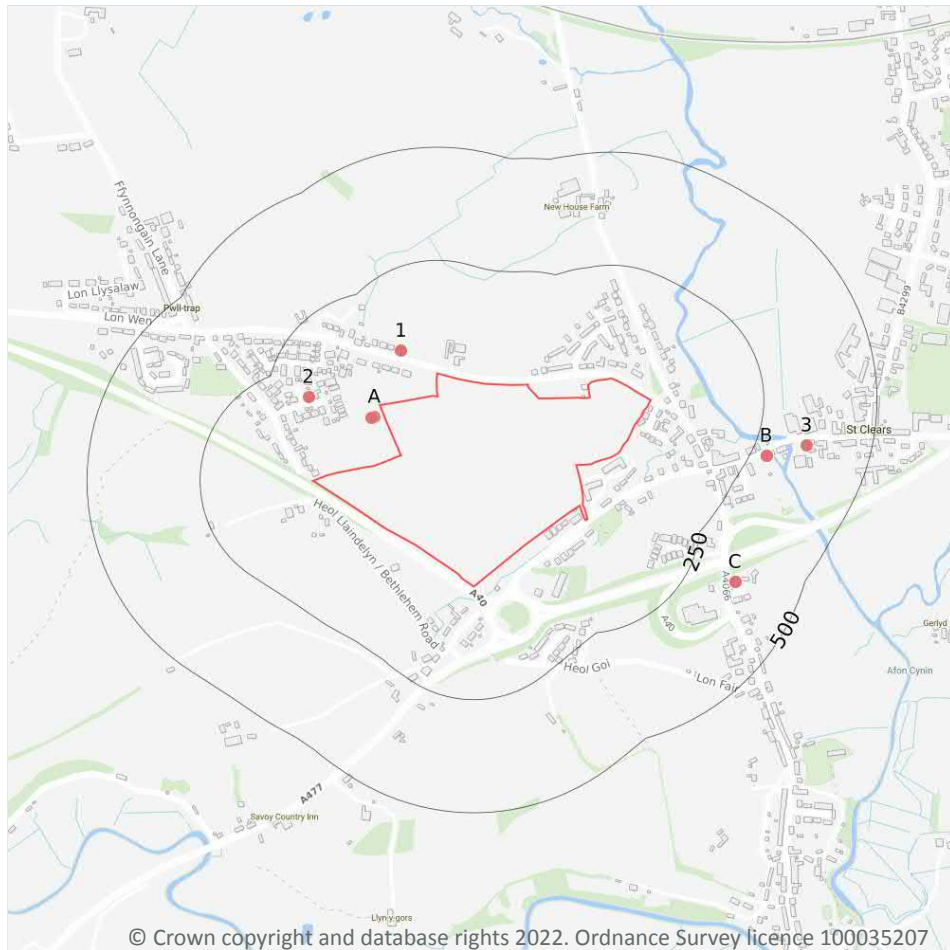 New House Farm
Ffynnongain Lane
Lon Llysalaw
Pwll-trap
Lon Wen
B4299
1
2
A
B
3
St Clears
Heol Llaindelyn / Bethlehem Road
250
C
A4066
A40
A40
500
Gerlyd
Heol Goi
Lon Fair
Afon Cynin
A477
Savoy Country Inn
Llyn-y-gors
© Crown copyright and database rights 2022. Ordnance Survey licence 100035207